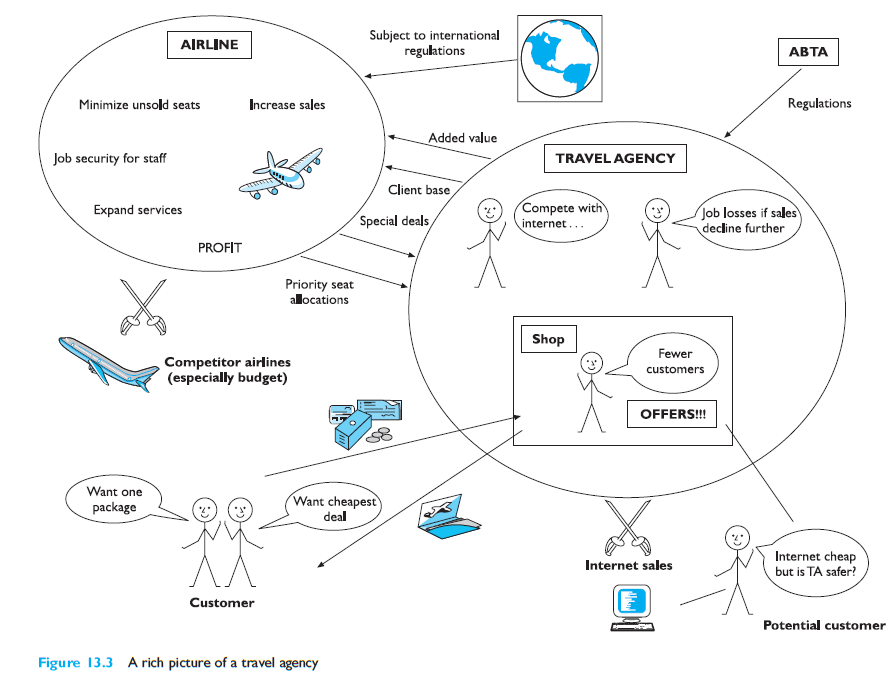 AIRLINE
Minimize unsold seats
Increase sales
Job security for staff
Expand services
PROFIT
Subject to international
regulations
ABTA
Regulations
Added value
Client base
Special deals
Priority seat
allocations
TRAVEL AGENCY
Compete with
internet . . .
Job losses if sales
decline further
Shop
Fewer
customers
OFFERS!!!
Competitor airlines
(especially budget)
Want one
package
Want cheapest
deal
Customer
Internet sales
Internet cheap
but is TA safer?
Potential customer
Figure 13.3 A rich picture of a travel agency